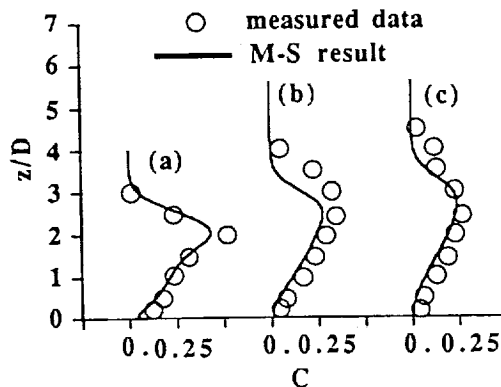 measured data
M-S result
7
6
5
4
3
2
1
0
z/D
(a)
(b)
(c)
0. 0.25
0. 0.25
0. 0.25
C